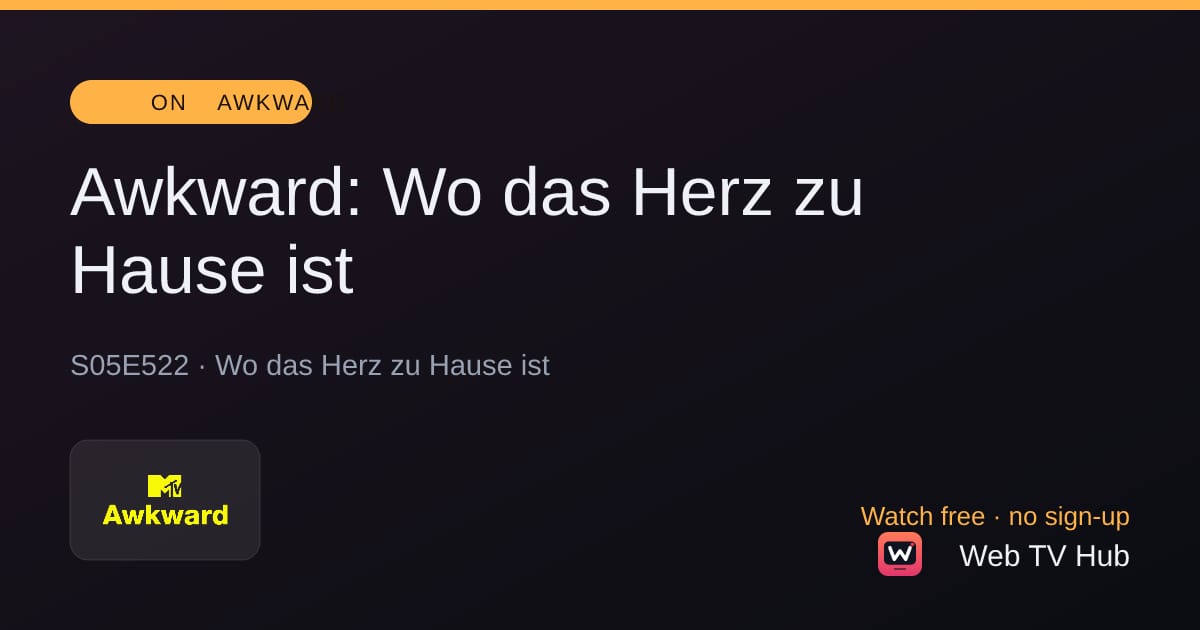 ON AWKWA
Awkward: Wo das Herz zu
Hause ist
S05E522 · Wo das Herz zu Hause ist
MTV
Awkward
Watch free · no sign-up
W
Web TV Hub